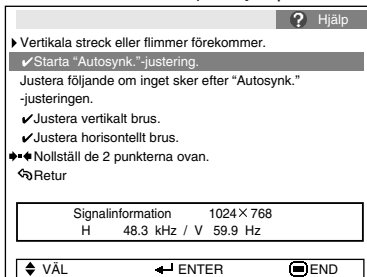 ? Hjälp
Vertikala streck eller flimmer förekommer.
✔Starta “Autosynk.”-justering.
Justera följande om inget sker efter “Autosynk.”
-justeringen.
✔Justera vertikalt brus.
✔Justera horisontellt brus.
Nollställ de 2 punkterna ovan.
Retur
Signalinformation 1024×768
H 48.3 kHz / V 59.9 Hz
VÄL ENTER END